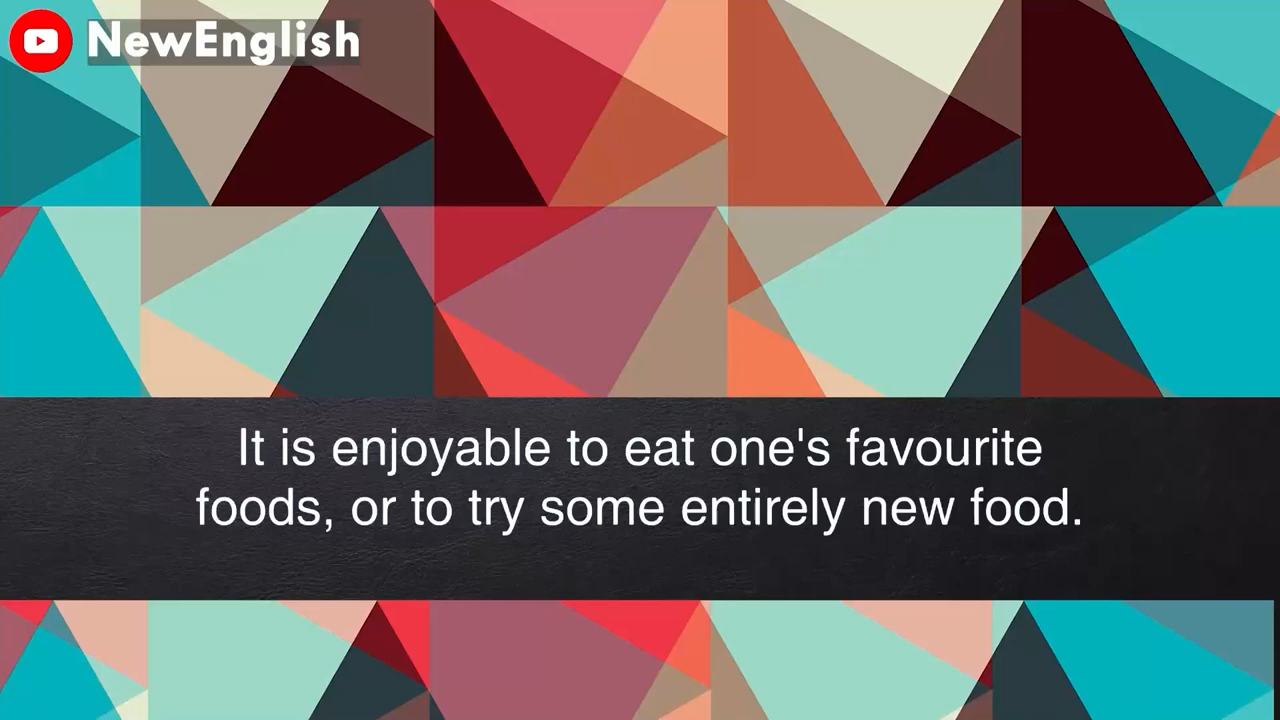 NewEnglish
It is enjoyable to eat one's favourite
foods, or to try some entirely new food.